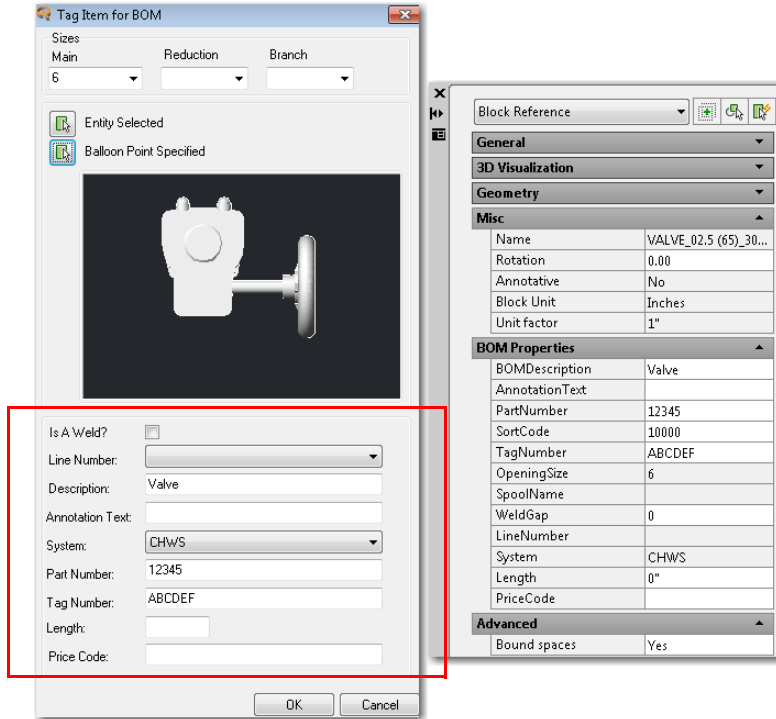 Tag Item for BOM
Sizes
Main Reduction Branch
6
Entity Selected
Balloon Point Specified
Is A Weld?
Line Number:
Description: Valve
Annotation Text:
System: CHWS
Part Number: 12345
Tag Number: ABCDEF
Length:
Price Code:
OK Cancel
Block Reference
General
3D Visualization
Geometry
Misc
Name VALVE_02.5 (65)_30...
Rotation 0.00
Annotative No
Block Unit Inches
Unit factor 1"
BOM Properties
BOMDescription Valve
AnnotationText
PartNumber 12345
SortCode 10000
TagNumber ABCDEF
OpeningSize 6
SpoolName
WeldGap 0
LineNumber
System CHWS
Length 0"
PriceCode
Advanced
Bound spaces Yes